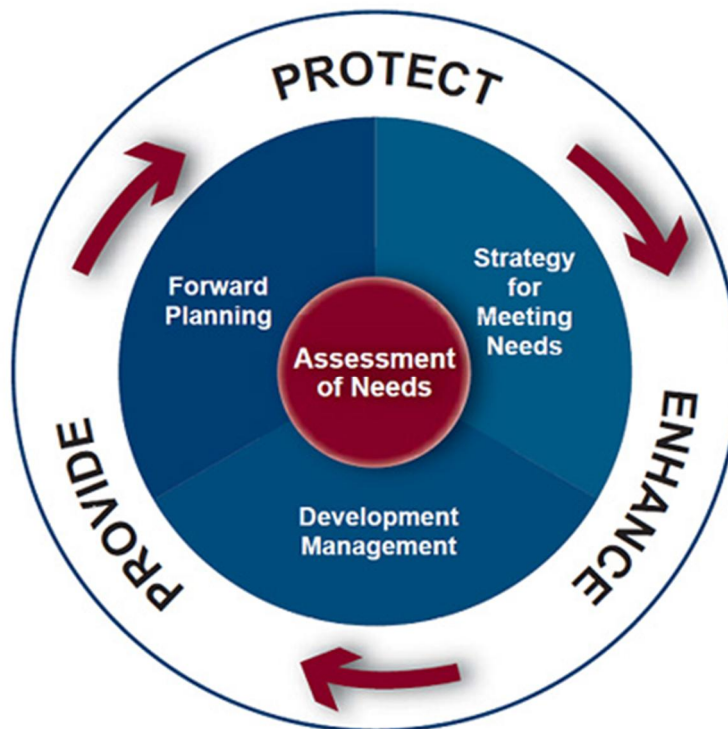 PROTECT
Forward
Planning
Strategy
for
Meeting
Needs
Assessment
of Needs
Development
Management
ENHANCE
PROVIDE